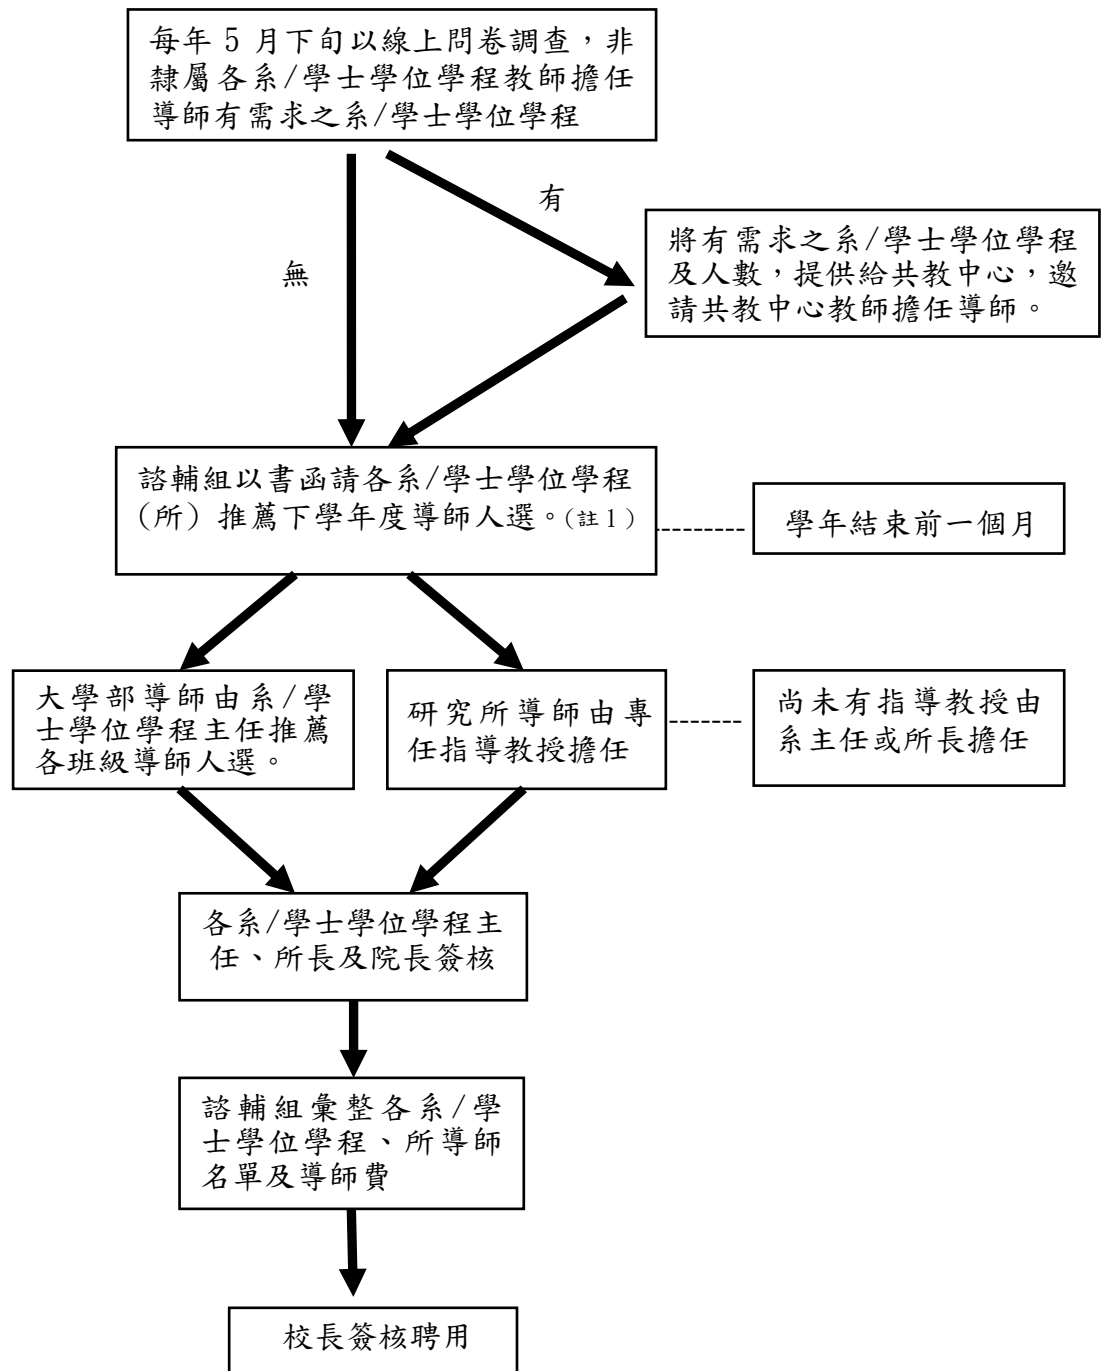 每年 5 月下旬以線上問卷調查，非
隸屬各系/學士學位學程教師擔任
導師有需求之系/學士學位學程
有
將有需求之系/學士學位學程
及人數，提供給共教中心，邀
請共教中心教師擔任導師。
無
諮輔組以書函請各系/學士學位學程
（所）推薦下學年度導師人選。(註1)
學年結束前一個月
大學部導師由系/學
士學位學程主任推薦
各班級導師人選。
研究所導師由專
任指導教授擔任
尚未有指導教授由
系主任或所長擔任
各系/學士學位學程主
任、所長及院長簽核
諮輔組彙整各系/學
士學位學程、所導師
名單及導師費
校長簽核聘用